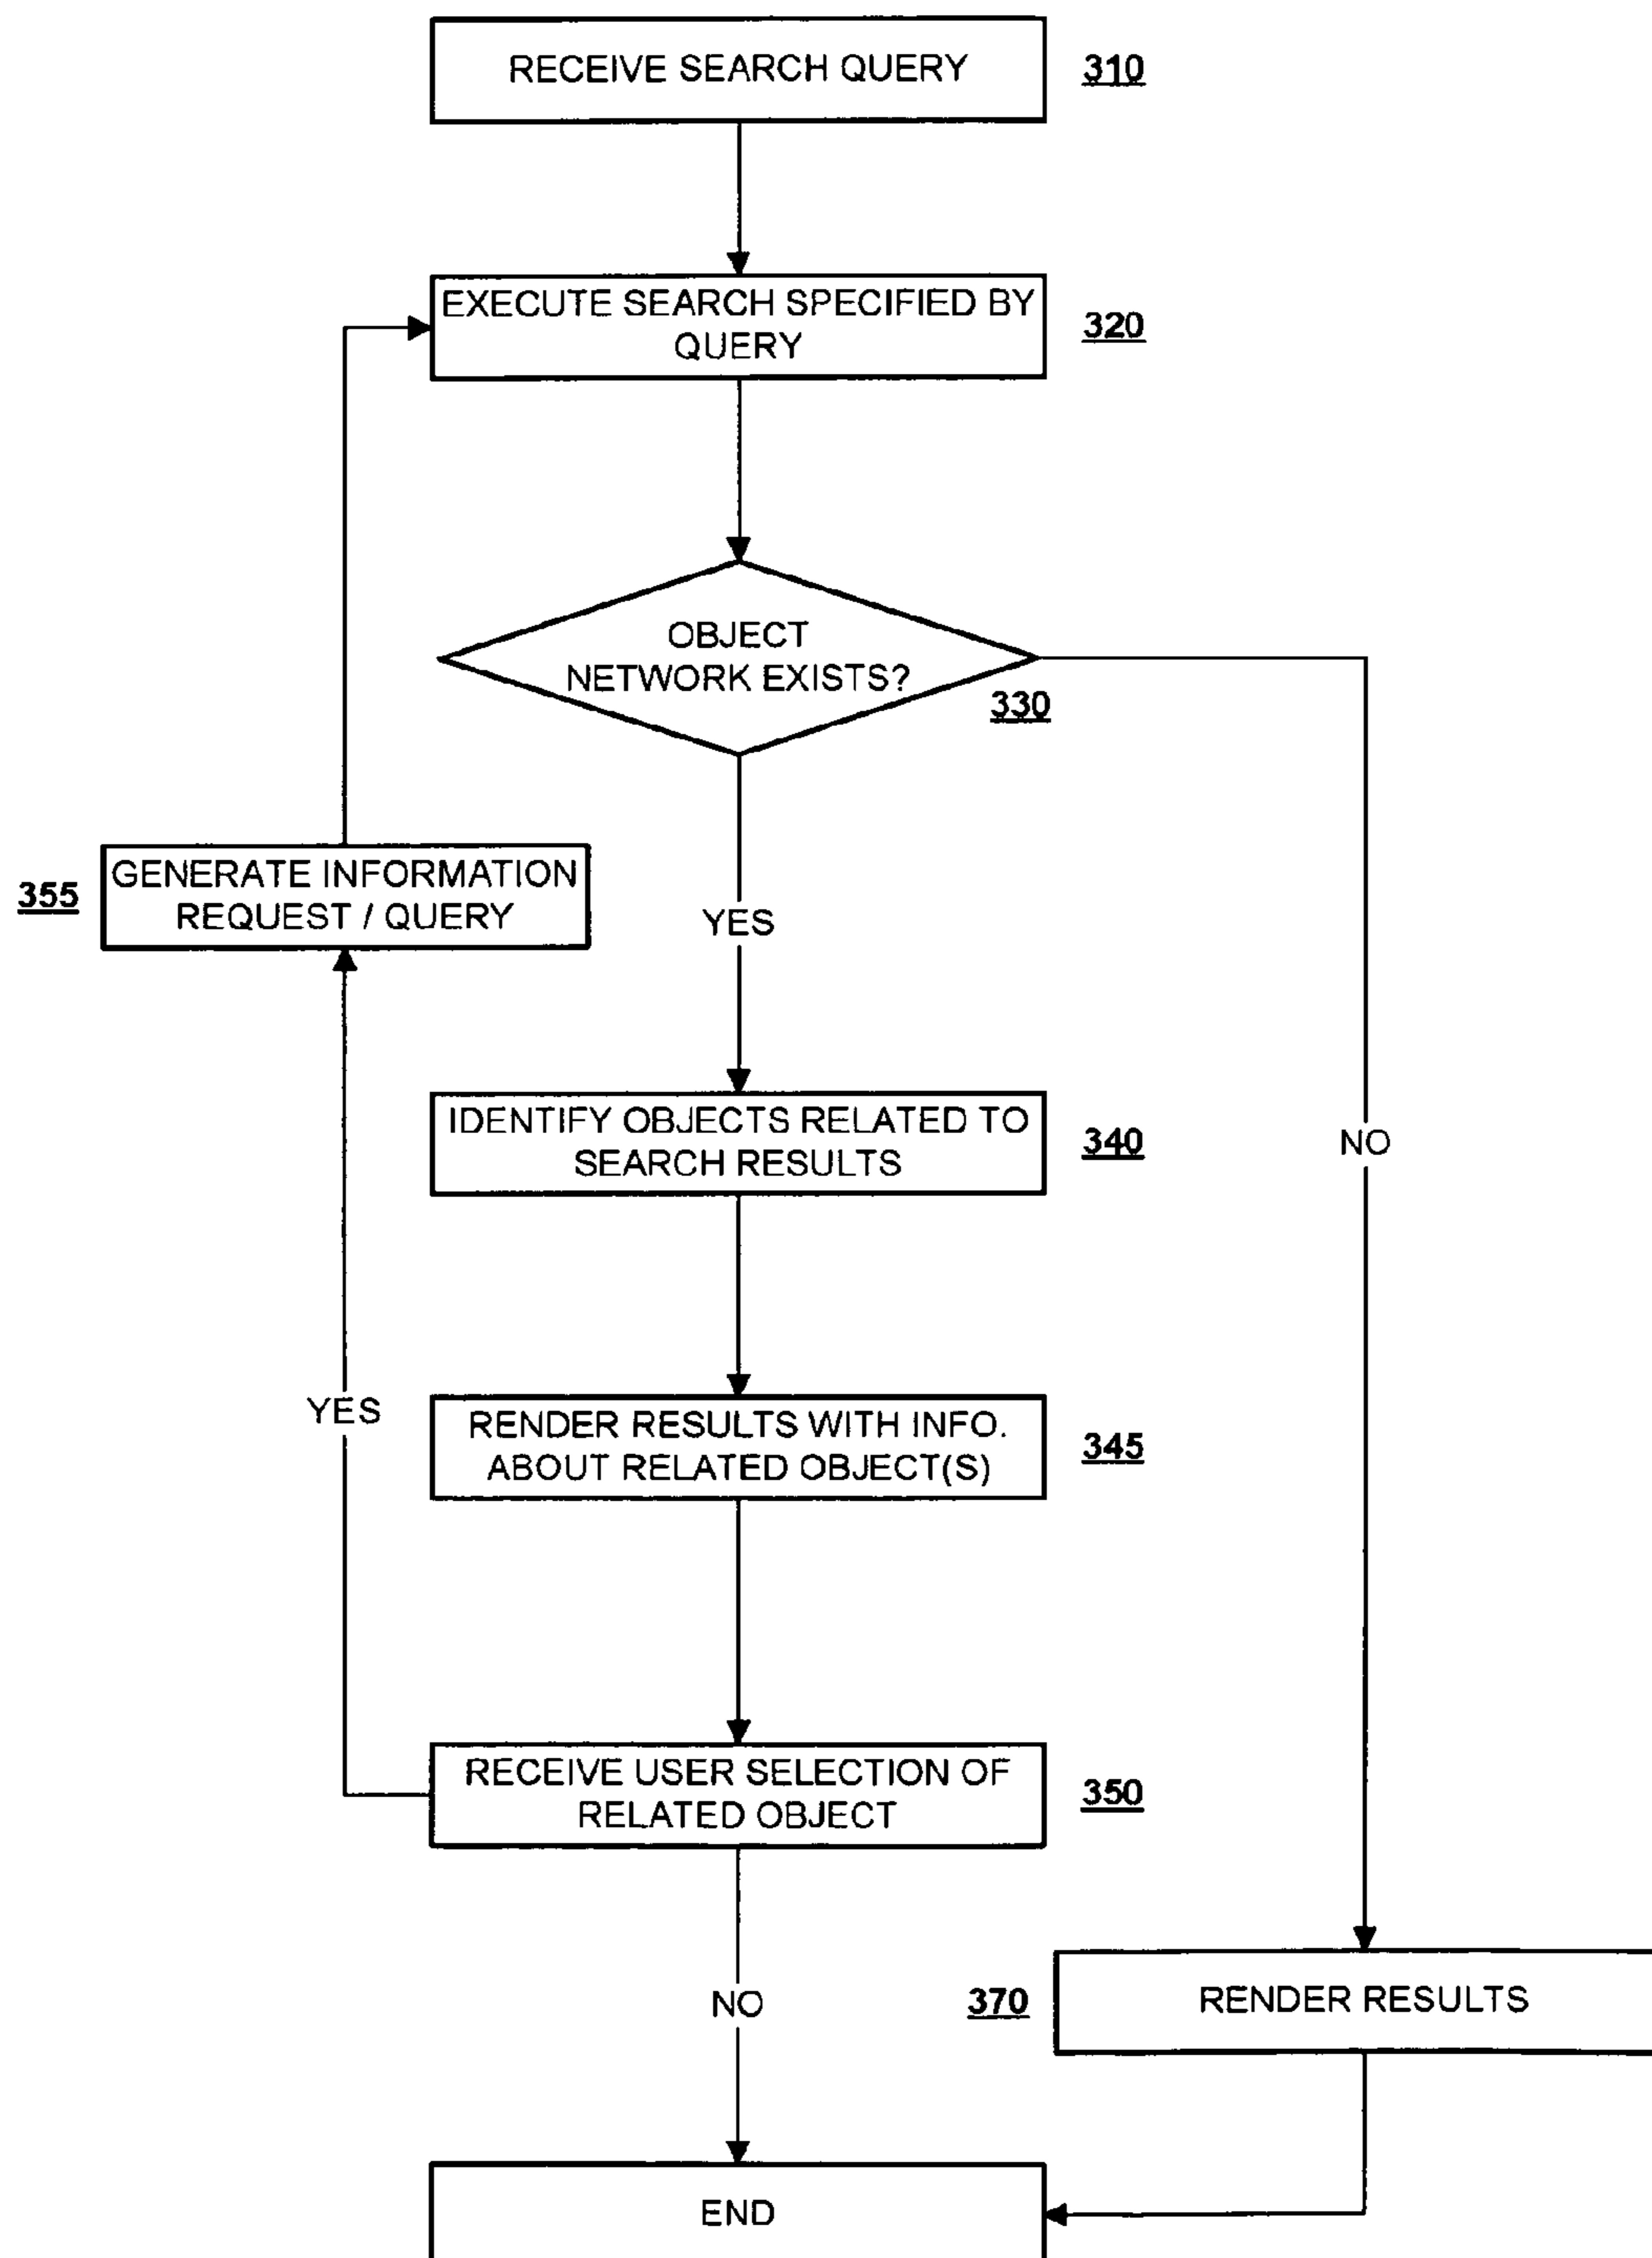 RECEIVE SEARCH QUERY
310
EXECUTE SEARCH SPECIFIED BY
QUERY
320
OBJECT
NETWORK EXISTS?
330
355
GENERATE INFORMATION
REQUEST / QUERY
YES
IDENTIFY OBJECTS RELATED TO
SEARCH RESULTS
340
NO
YES
RENDER RESULTS WITH INFO.
ABOUT RELATED OBJECT(S)
345
RECEIVE USER SELECTION OF
RELATED OBJECT
350
NO
370
RENDER RESULTS
END